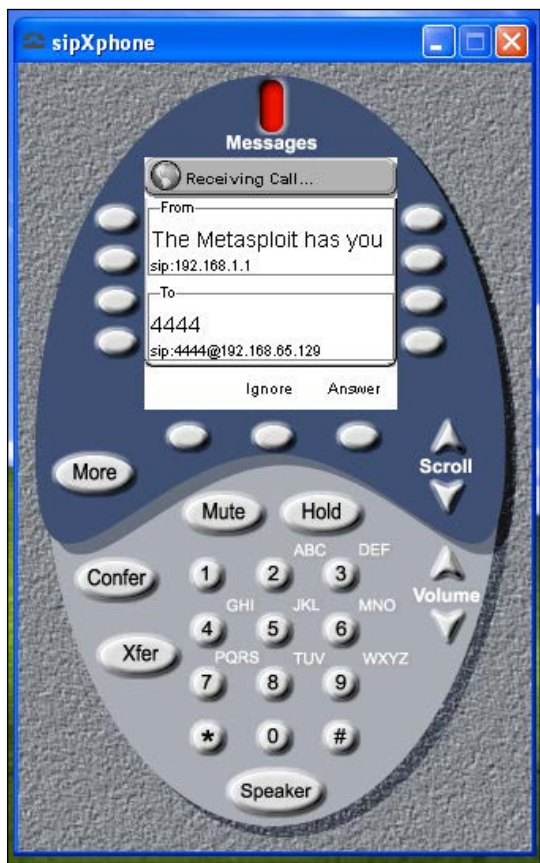 sipXphone
Messages
Receiving Call...
From
The Metasploit has you
sip:192.168.1.1
To
4444
sip:4444@192.168.65.129
Ignore Answer
More
Scroll
Mute Hold
ABC DEF
Confer 1 2 3
Volume
GHI JKL MNO
4 5 6
Xfer
PQRS TUV WXYZ
7 8 9
* 0 #
Speaker